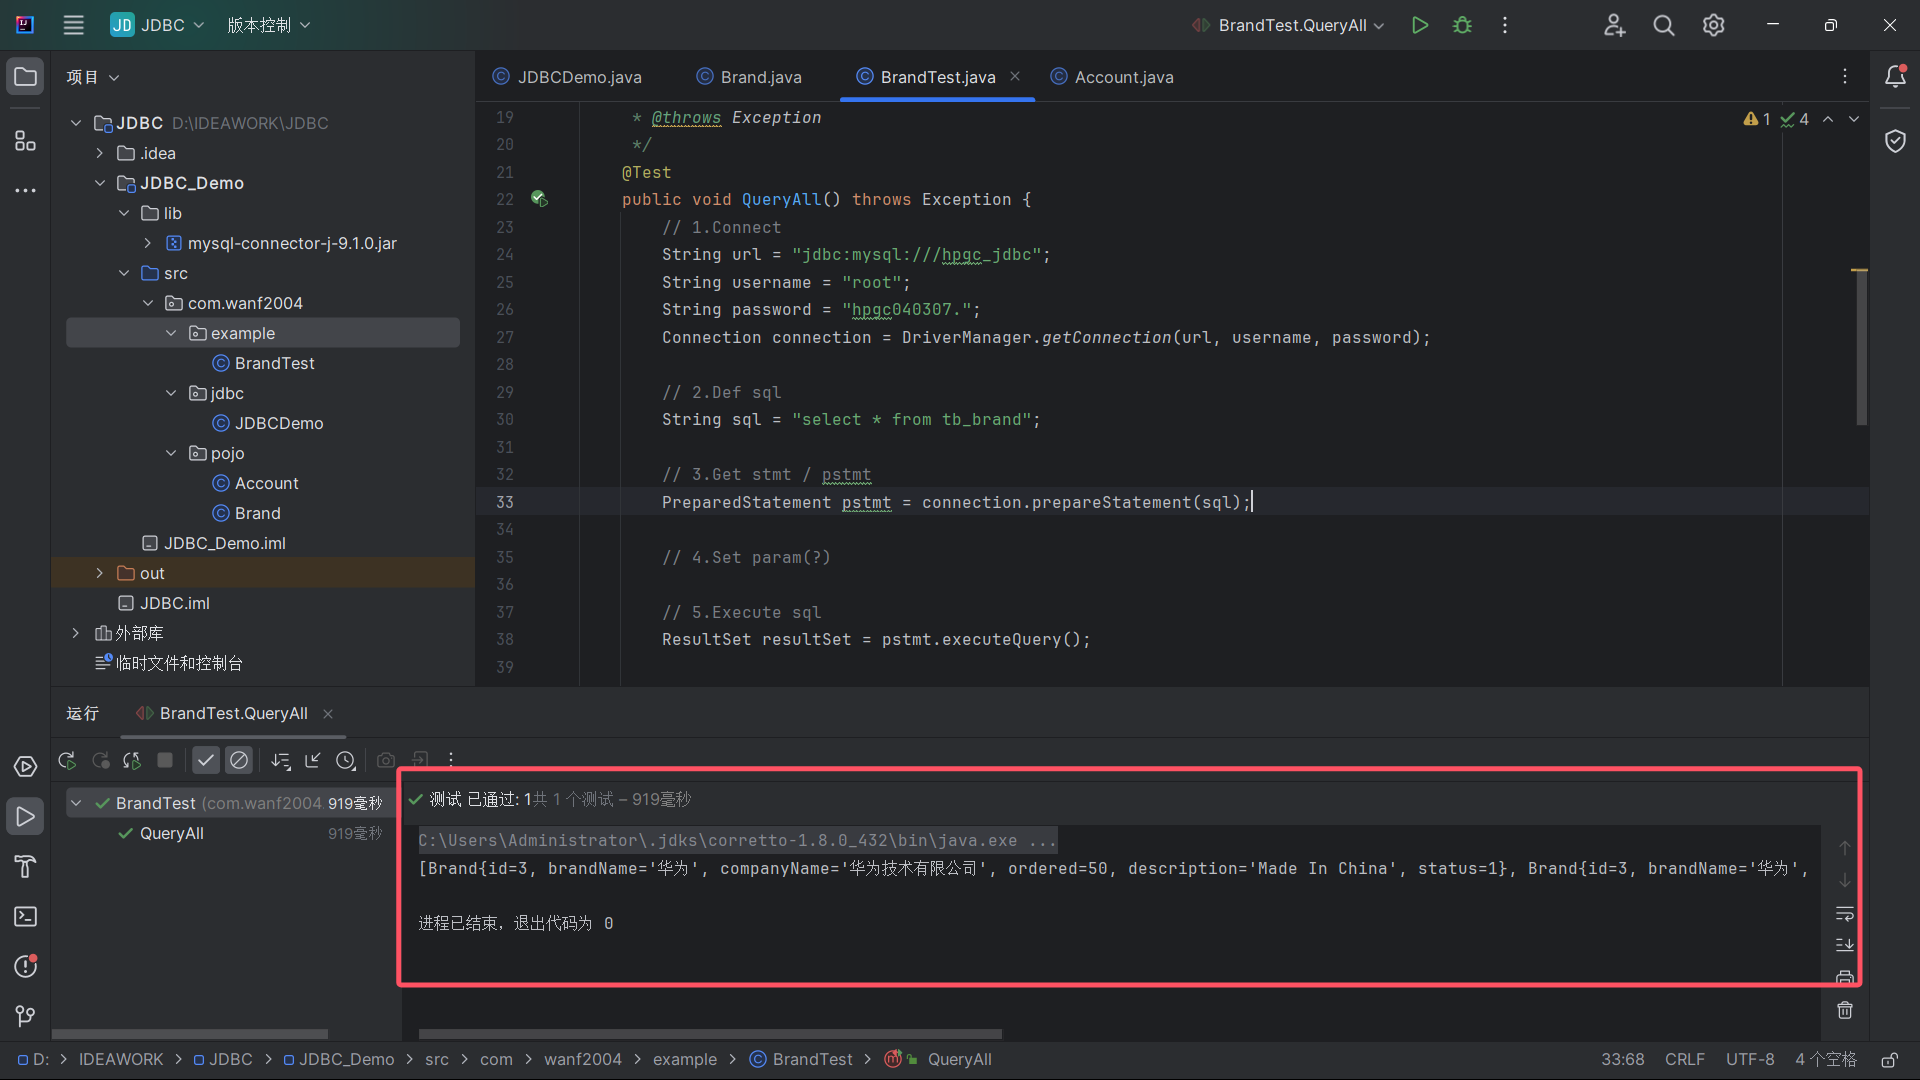 JD JDBC 版本控制 BrandTest.QueryAll
项目
JDBCDemo.java Brand.java BrandTest.java Account.java
JDBC D:\IDEAWORK\JDBC
.idea
JDBC_Demo
lib
mysql-connector-j-9.1.0.jar
src
com.wanf2004
example
BrandTest
jdbc
JDBCDemo
pojo
Account
Brand
JDBC_Demo.iml
out
JDBC.iml
外部库
临时文件和控制台
1 4
19 * @throws Exception
20 */
21 @Test
22 public void QueryAll() throws Exception {
23 // 1.Connect
24 String url = "jdbc:mysql:///hpgc_jdbc";
25 String username = "root";
26 String password = "hpgc040307.";
27 Connection connection = DriverManager.getConnection(url, username, password);
28
29 // 2.Def sql
30 String sql = "select * from tb_brand";
31
32 // 3.Get stmt / pstmt
33 PreparedStatement pstmt = connection.prepareStatement(sql);
34
35 // 4.Set param(?)
36
37 // 5.Execute sql
38 ResultSet resultSet = pstmt.executeQuery();
39
运行 BrandTest.QueryAll
BrandTest (com.wanf2004 919毫秒
QueryAll 919毫秒
测试 已通过: 1共 1 个测试 – 919毫秒
C:\Users\Administrator\.jdks\corretto-1.8.0_432\bin\java.exe ...
[Brand{id=3, brandName='华为', companyName='华为技术有限公司', ordered=50, description='Made In China', status=1}, Brand{id=3, brandName='华为',
进程已结束，退出代码为 0
D: IDEAWORK JDBC JDBC_Demo src com wanf2004 example BrandTest QueryAll 33:68 CRLF UTF-8 4 个空格